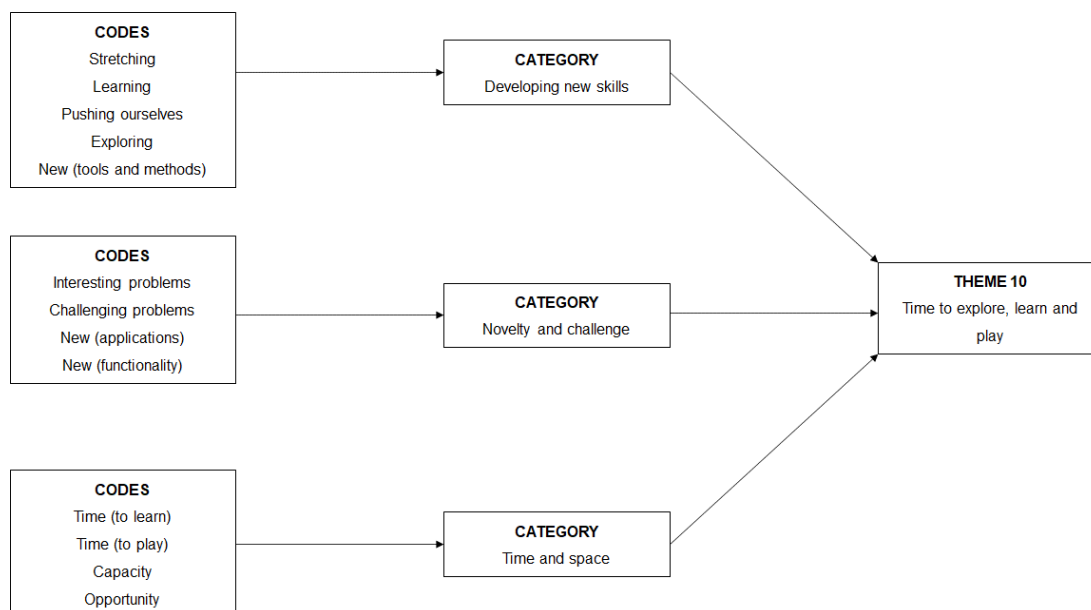 CODES
Stretching
Learning
Pushing ourselves
Exploring
New (tools and methods)
CATEGORY
Developing new skills
CODES
Interesting problems
Challenging problems
New (applications)
New (functionality)
CATEGORY
Novelty and challenge
THEME 10
Time to explore, learn and
play
CODES
Time (to learn)
Time (to play)
Capacity
Opportunity
CATEGORY
Time and space